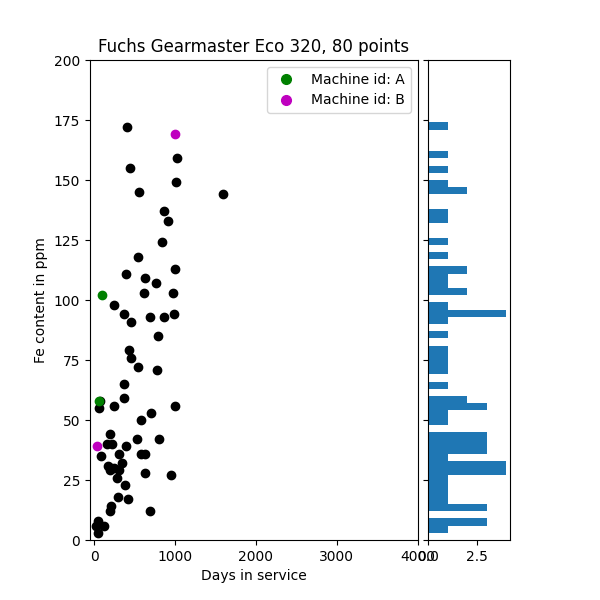 Fuchs Gearmaster Eco 320, 80 points
Machine id: A
Machine id: B
Fe content in ppm
200
175
150
125
100
75
50
25
0
0 1000 2000 3000 4000
0.0 2.5
Days in service